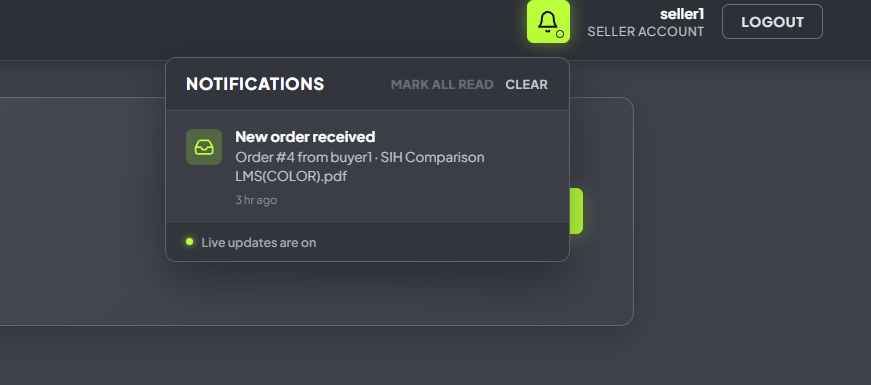 seller1
SELLER ACCOUNT
LOGOUT
NOTIFICATIONS
MARK ALL READ
CLEAR
New order received
Order #4 from buyer1 · SIH Comparison
LMS(COLOR).pdf
3 hr ago
Live updates are on